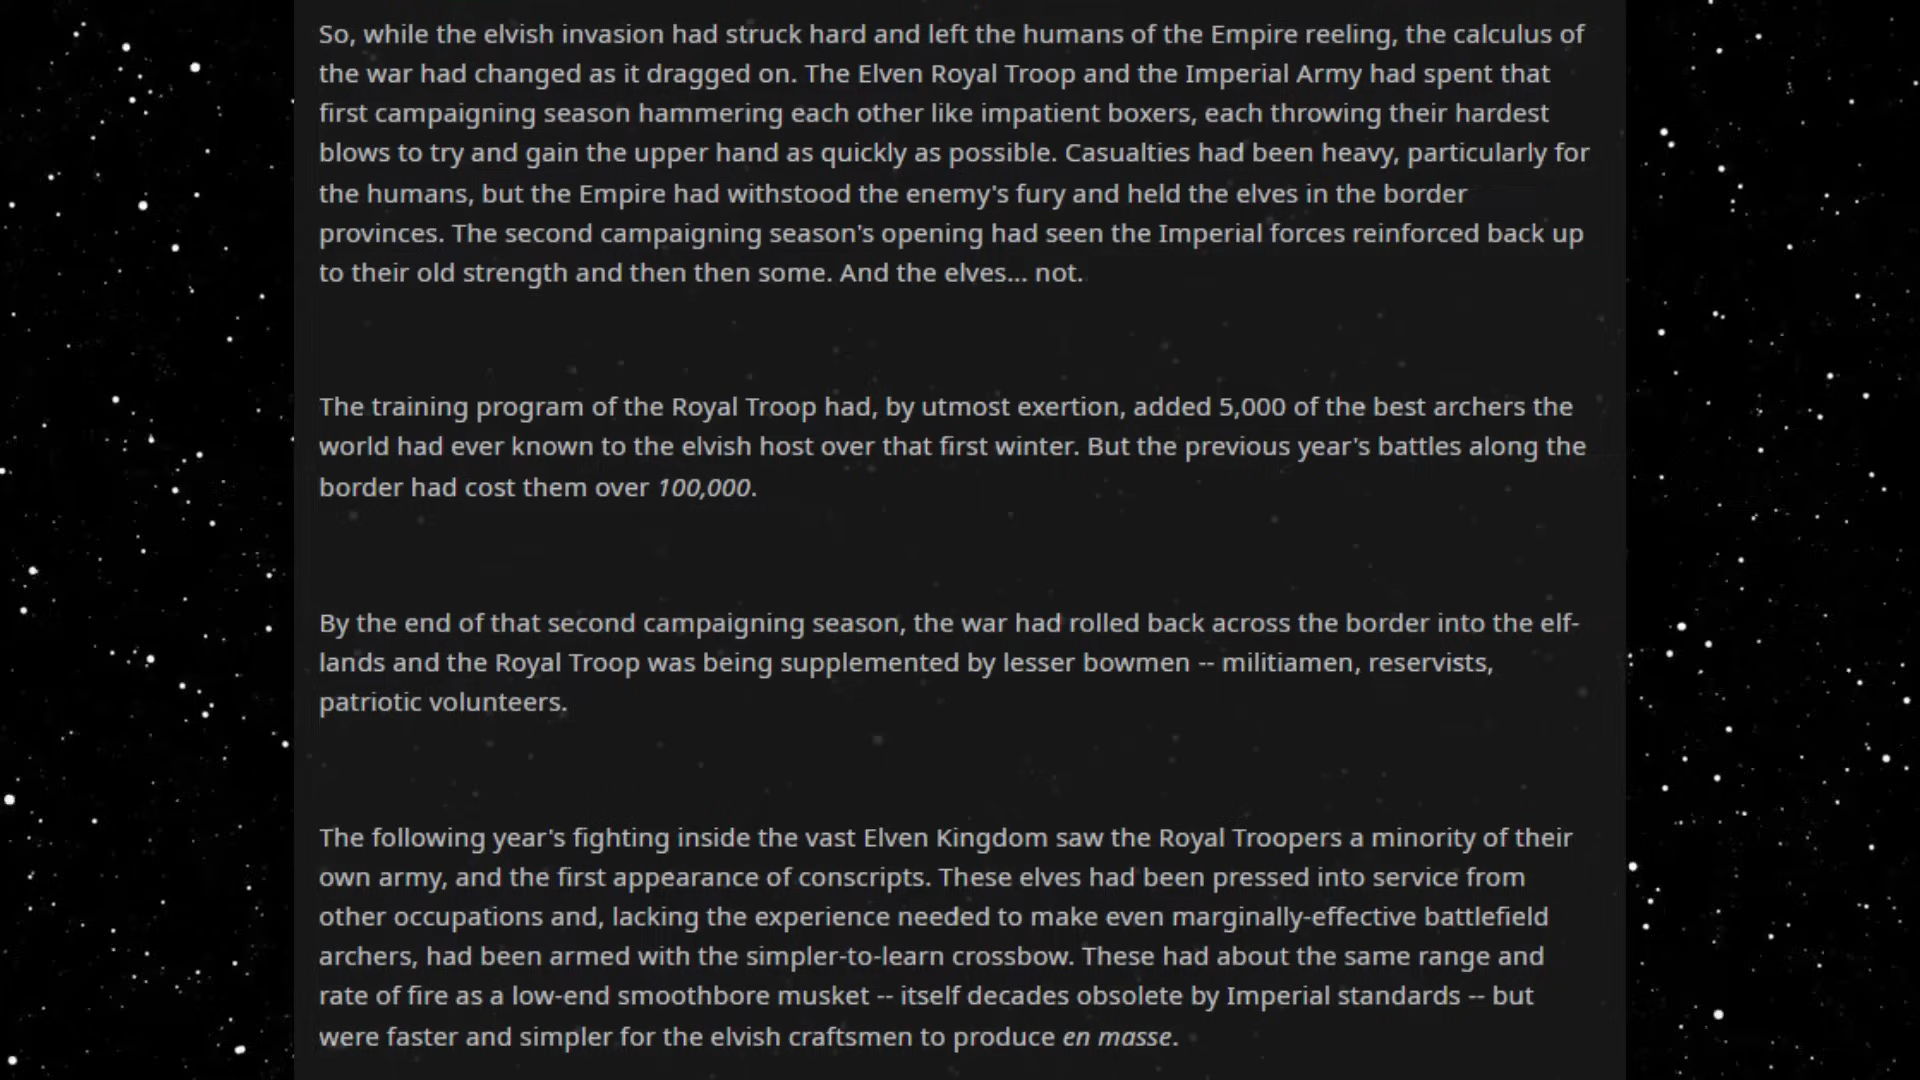 So, while the elvish invasion had struck hard and left the humans of the Empire reeling, the calculus of
the war had changed as it dragged on. The Elven Royal Troop and the Imperial Army had spent that
first campaigning season hammering each other like impatient boxers, each throwing their hardest
blows to try and gain the upper hand as quickly as possible. Casualties had been heavy, particularly for
the humans, but the Empire had withstood the enemy's fury and held the elves in the border
provinces. The second campaigning season's opening had seen the Imperial forces reinforced back up
to their old strength and then then some. And the elves... not.
The training program of the Royal Troop had, by utmost exertion, added 5,000 of the best archers the
world had ever known to the elvish host over that first winter. But the previous year's battles along the
border had cost them over 100,000.
By the end of that second campaigning season, the war had rolled back across the border into the elf-
lands and the Royal Troop was being supplemented by lesser bowmen -- militiamen, reservists,
patriotic volunteers.
The following year's fighting inside the vast Elven Kingdom saw the Royal Troopers a minority of their
own army, and the first appearance of conscripts. These elves had been pressed into service from
other occupations and, lacking the experience needed to make even marginally-effective battlefield
archers, had been armed with the simpler-to-learn crossbow. These had about the same range and
rate of fire as a low-end smoothbore musket -- itself decades obsolete by Imperial standards -- but
were faster and simpler for the elvish craftsmen to produce en masse.